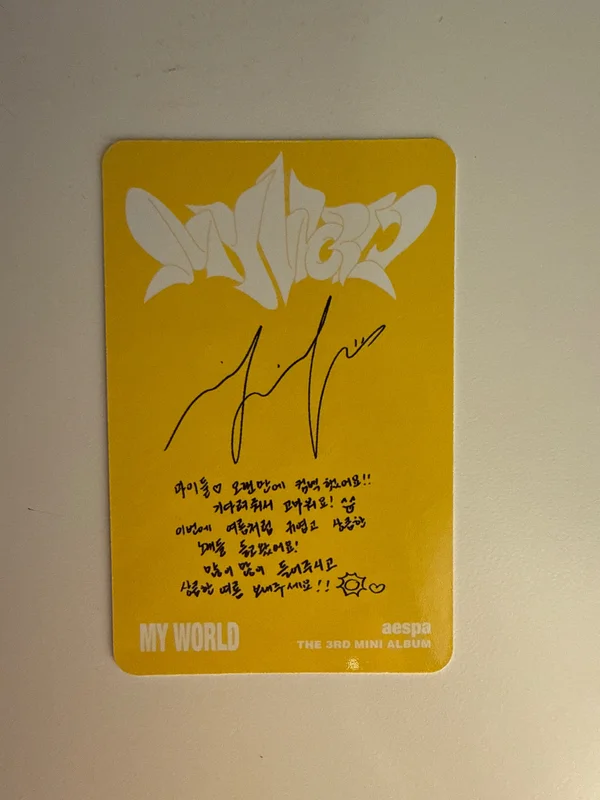 MY WORLD
마이들♡ 오랜만에 컴백했어요!!
기다려줘서 고마워요! ^^
이번에 여름처럼 귀엽고 상큼한
노래들 들고왔어요!
많이 많이 들어주시고
상큼한 여름 보내주세요!! ♡
MY WORLD
aespa
THE 3RD MINI ALBUM